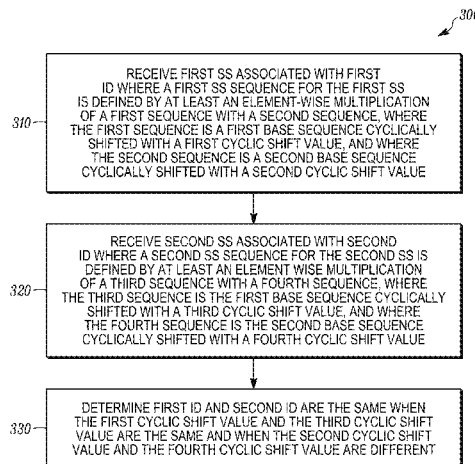 300
310
RECEIVE FIRST SS ASSOCIATED WITH FIRST
ID WHERE A FIRST SS SEQUENCE FOR THE FIRST SS
IS DEFINED BY AT LEAST AN ELEMENT-WISE MULTIPLICATION
OF A FIRST SEQUENCE WITH A SECOND SEQUENCE, WHERE
THE FIRST SEQUENCE IS A FIRST BASE SEQUENCE CYCLICALLY
SHIFTED WITH A FIRST CYCLIC SHIFT VALUE, AND WHERE
THE SECOND SEQUENCE IS A SECOND BASE SEQUENCE
CYCLICALLY SHIFTED WITH A SECOND CYCLIC SHIFT VALUE
320
RECEIVE SECOND SS ASSOCIATED WITH SECOND
ID WHERE A SECOND SS SEQUENCE FOR THE SECOND SS IS
DEFINED BY AT LEAST AN ELEMENT WISE MULTIPLICATION
OF A THIRD SEQUENCE WITH A FOURTH SEQUENCE, WHERE
THE THIRD SEQUENCE IS THE FIRST BASE SEQUENCE CYCLICALLY
SHIFTED WITH A THIRD CYCLIC SHIFT VALUE, AND WHERE
THE FOURTH SEQUENCE IS THE SECOND BASE SEQUENCE
CYCLICALLY SHIFTED WITH A FOURTH CYCLIC SHIFT VALUE
330
DETERMINE FIRST ID AND SECOND ID ARE THE SAME WHEN
THE FIRST CYCLIC SHIFT VALUE AND THE THIRD CYCLIC SHIFT
VALUE ARE THE SAME AND WHEN THE SECOND CYCLIC SHIFT
VALUE AND THE FOURTH CYCLIC SHIFT VALUE ARE DIFFERENT